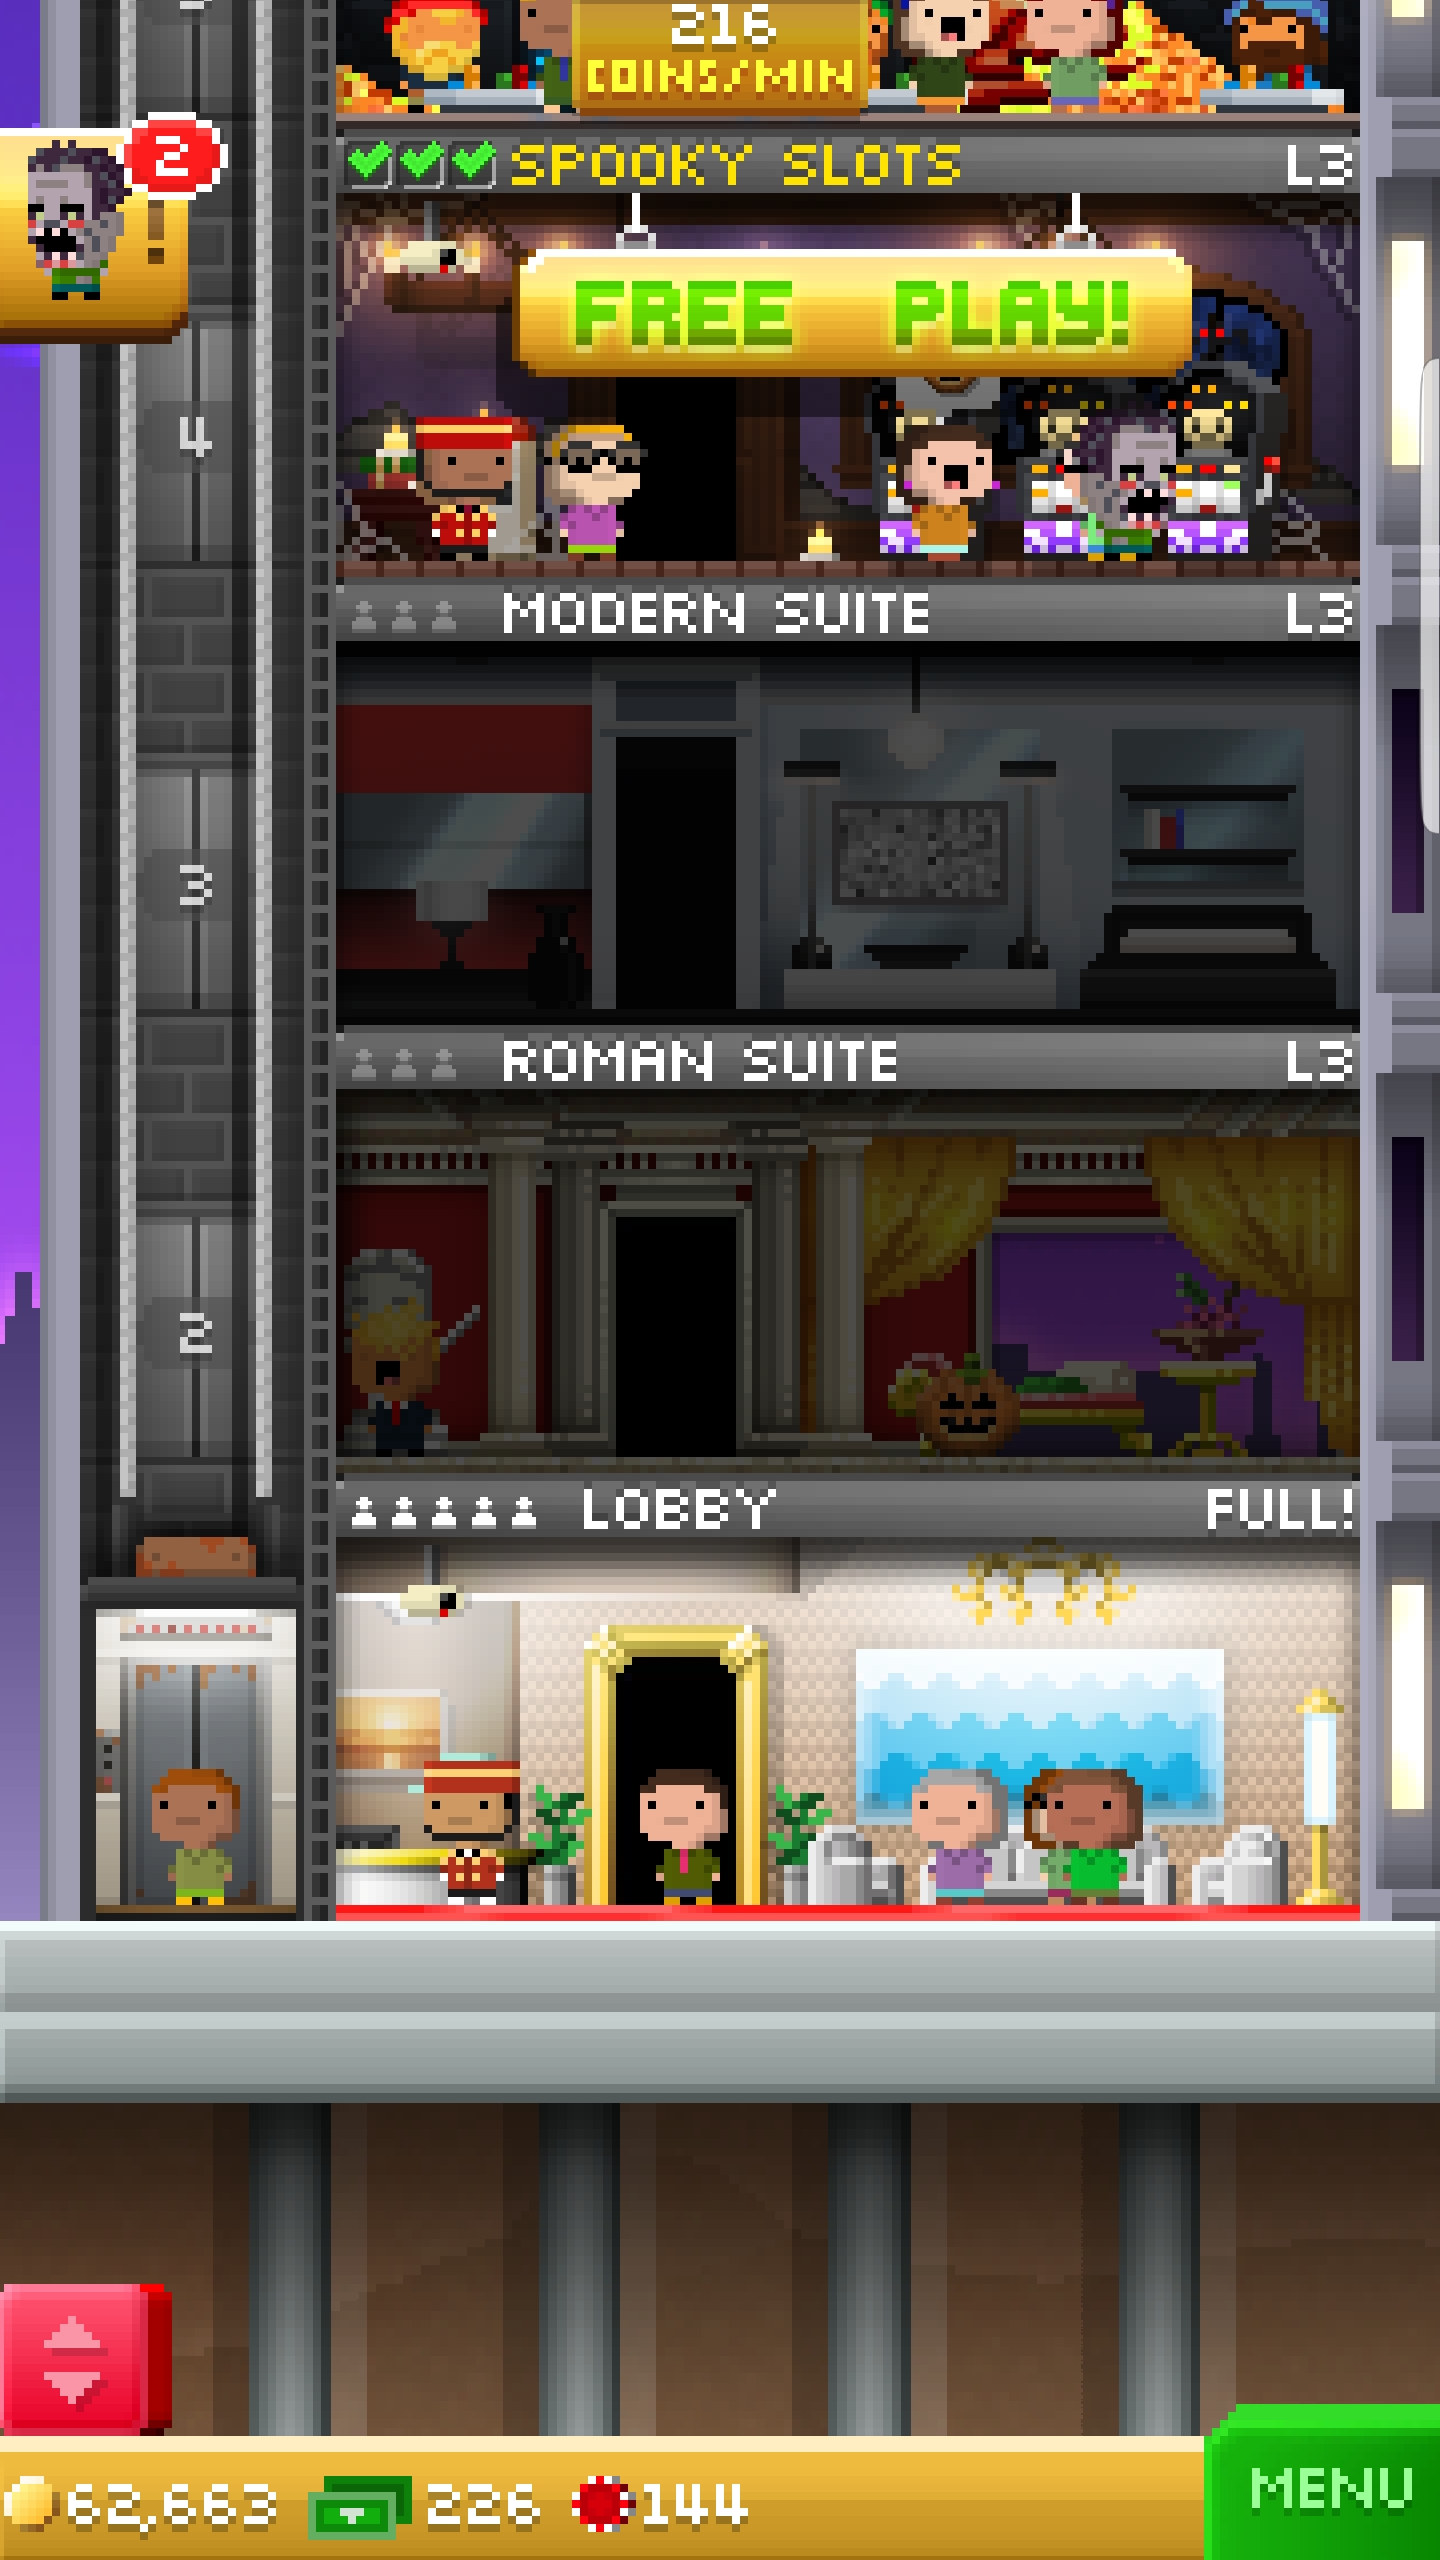 216
COINS/MIN
2
!
SPOOKY SLOTS L3
FREE PLAY!
4
MODERN SUITE L3
3
ROMAN SUITE L3
2
LOBBY FULL!
62,663 226 144
MENU